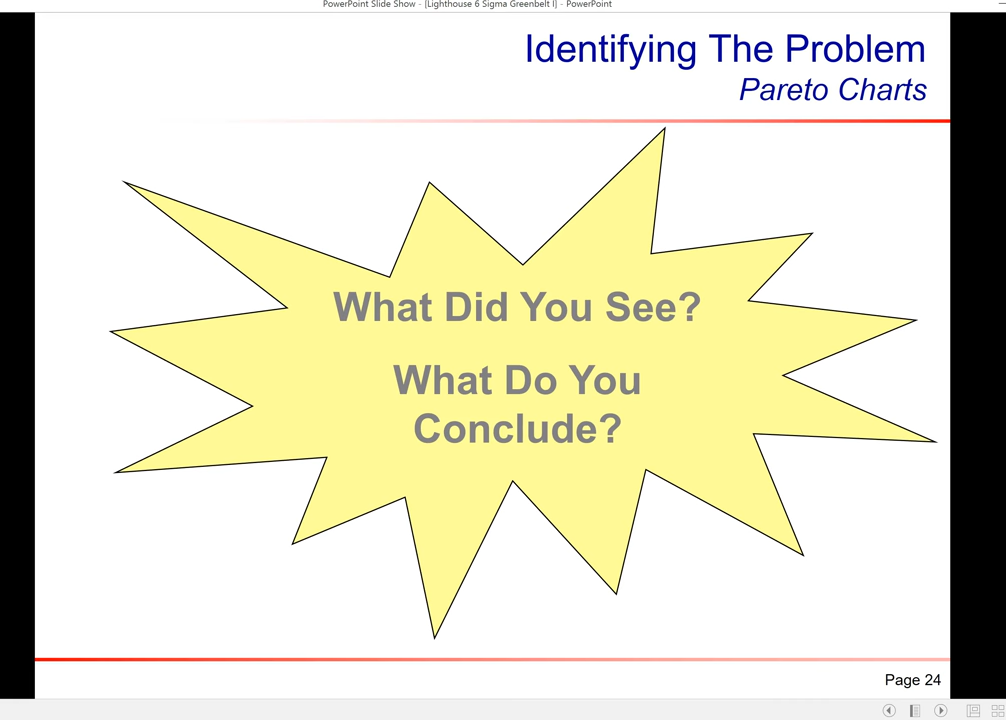 PowerPoint Slide Show - [Lighthouse 6 Sigma Greenbelt I] - PowerPoint
Identifying The Problem
Pareto Charts
What Did You See?
What Do You
Conclude?
Page 24